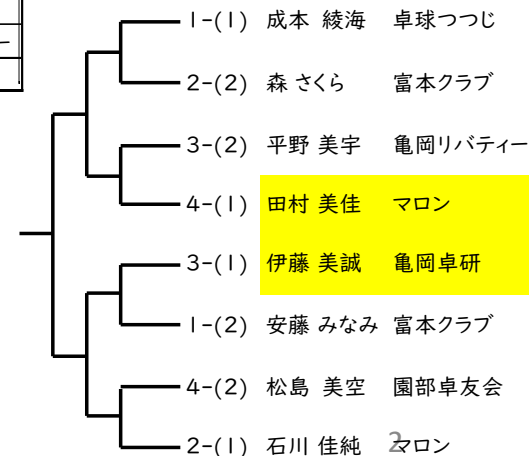 1-(1) 成本 綾海 卓球つつじ
2-(2) 森 さくら 富本クラブ
3-(2) 平野 美宇 亀岡リバティー
4-(1) 田村 美佳 マロン
3-(1) 伊藤 美誠 亀岡卓研
1-(2) 安藤 みなみ 富本クラブ
4-(2) 松島 美空 園部卓友会
2-(1) 石川 佳純 マロン
2